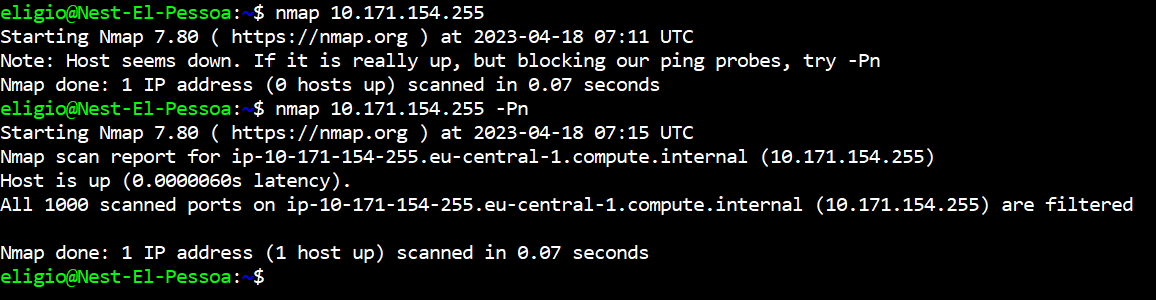 eligio@Nest-El-Pessoa:~$ nmap 10.171.154.255
Starting Nmap 7.80 ( https://nmap.org ) at 2023-04-18 07:11 UTC
Note: Host seems down. If it is really up, but blocking our ping probes, try -Pn
Nmap done: 1 IP address (0 hosts up) scanned in 0.07 seconds
eligio@Nest-El-Pessoa:~$ nmap 10.171.154.255 -Pn
Starting Nmap 7.80 ( https://nmap.org ) at 2023-04-18 07:15 UTC
Nmap scan report for ip-10-171-154-255.eu-central-1.compute.internal (10.171.154.255)
Host is up (0.0000060s latency).
All 1000 scanned ports on ip-10-171-154-255.eu-central-1.compute.internal (10.171.154.255) are filtered
Nmap done: 1 IP address (1 host up) scanned in 0.07 seconds
eligio@Nest-El-Pessoa:~$